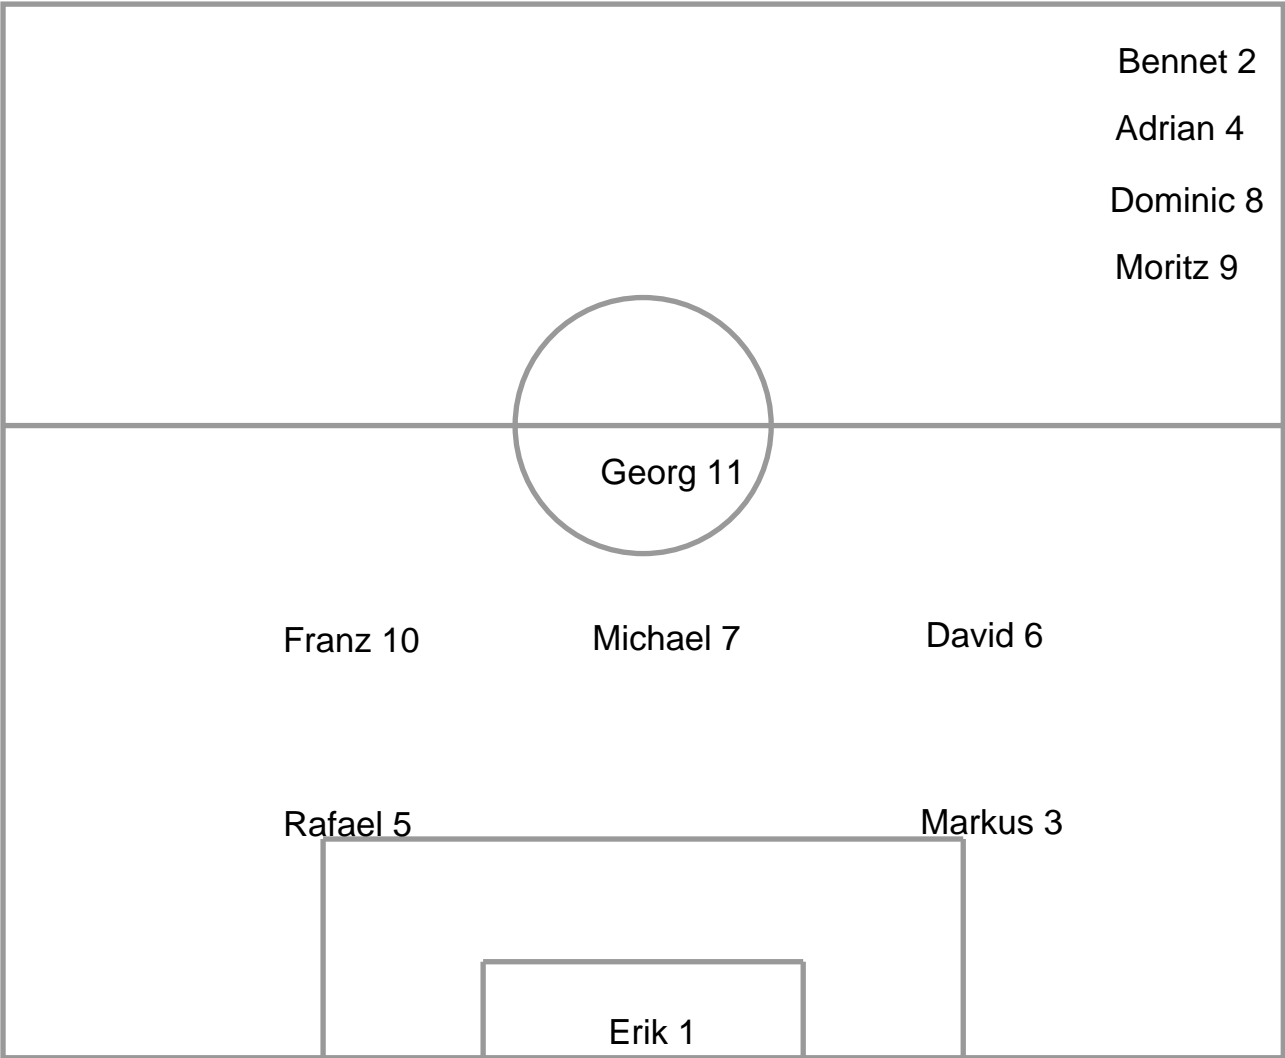 Bennet 2
Adrian 4
Dominic 8
Moritz 9
Georg 11
Franz 10
Michael 7
David 6
Rafael 5
Markus 3
Erik 1